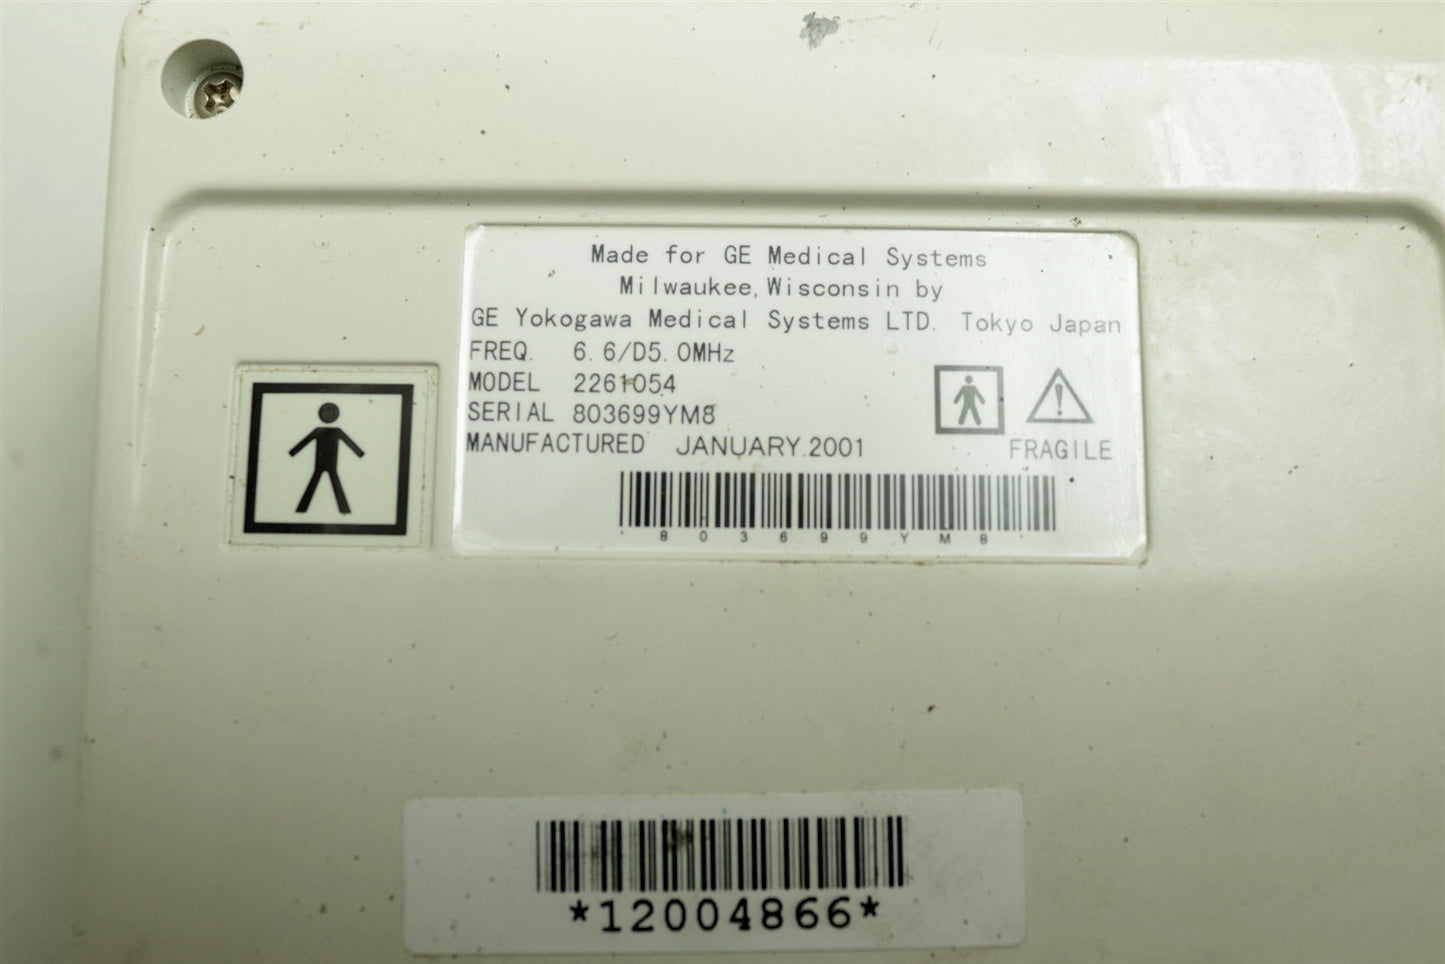 Made for GE Medical Systems
Milwaukee, Wisconsin by
GE Yokogawa Medical Systems LTD. Tokyo Japan
FREQ. 6.6/D5.0MHz
MODEL 2261054
SERIAL 803699YM8
MANUFACTURED JANUARY.2001
FRAGILE
803699YM8
*12004866*